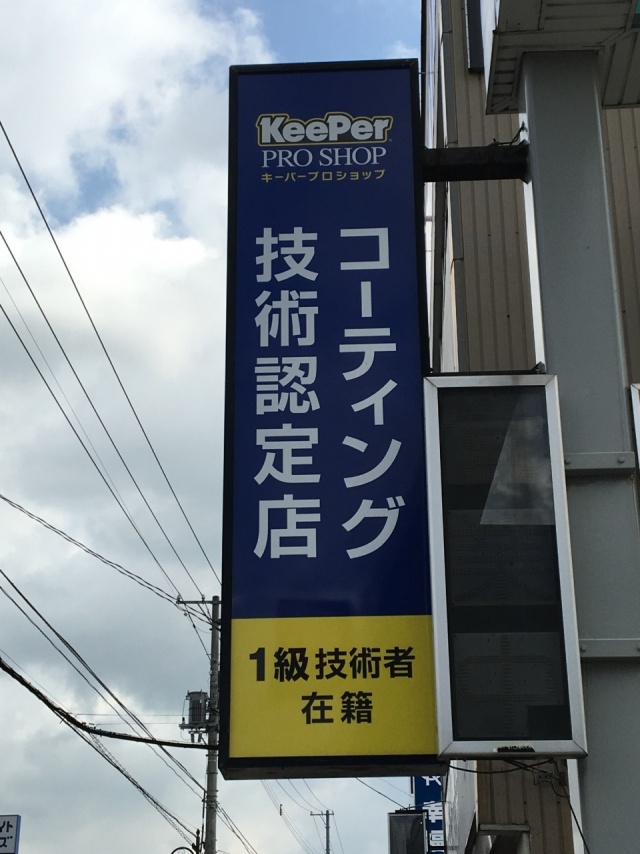 KeePer
PRO SHOP
キーパープロショップ
コーティング
技術認定店
1級技術者
在籍